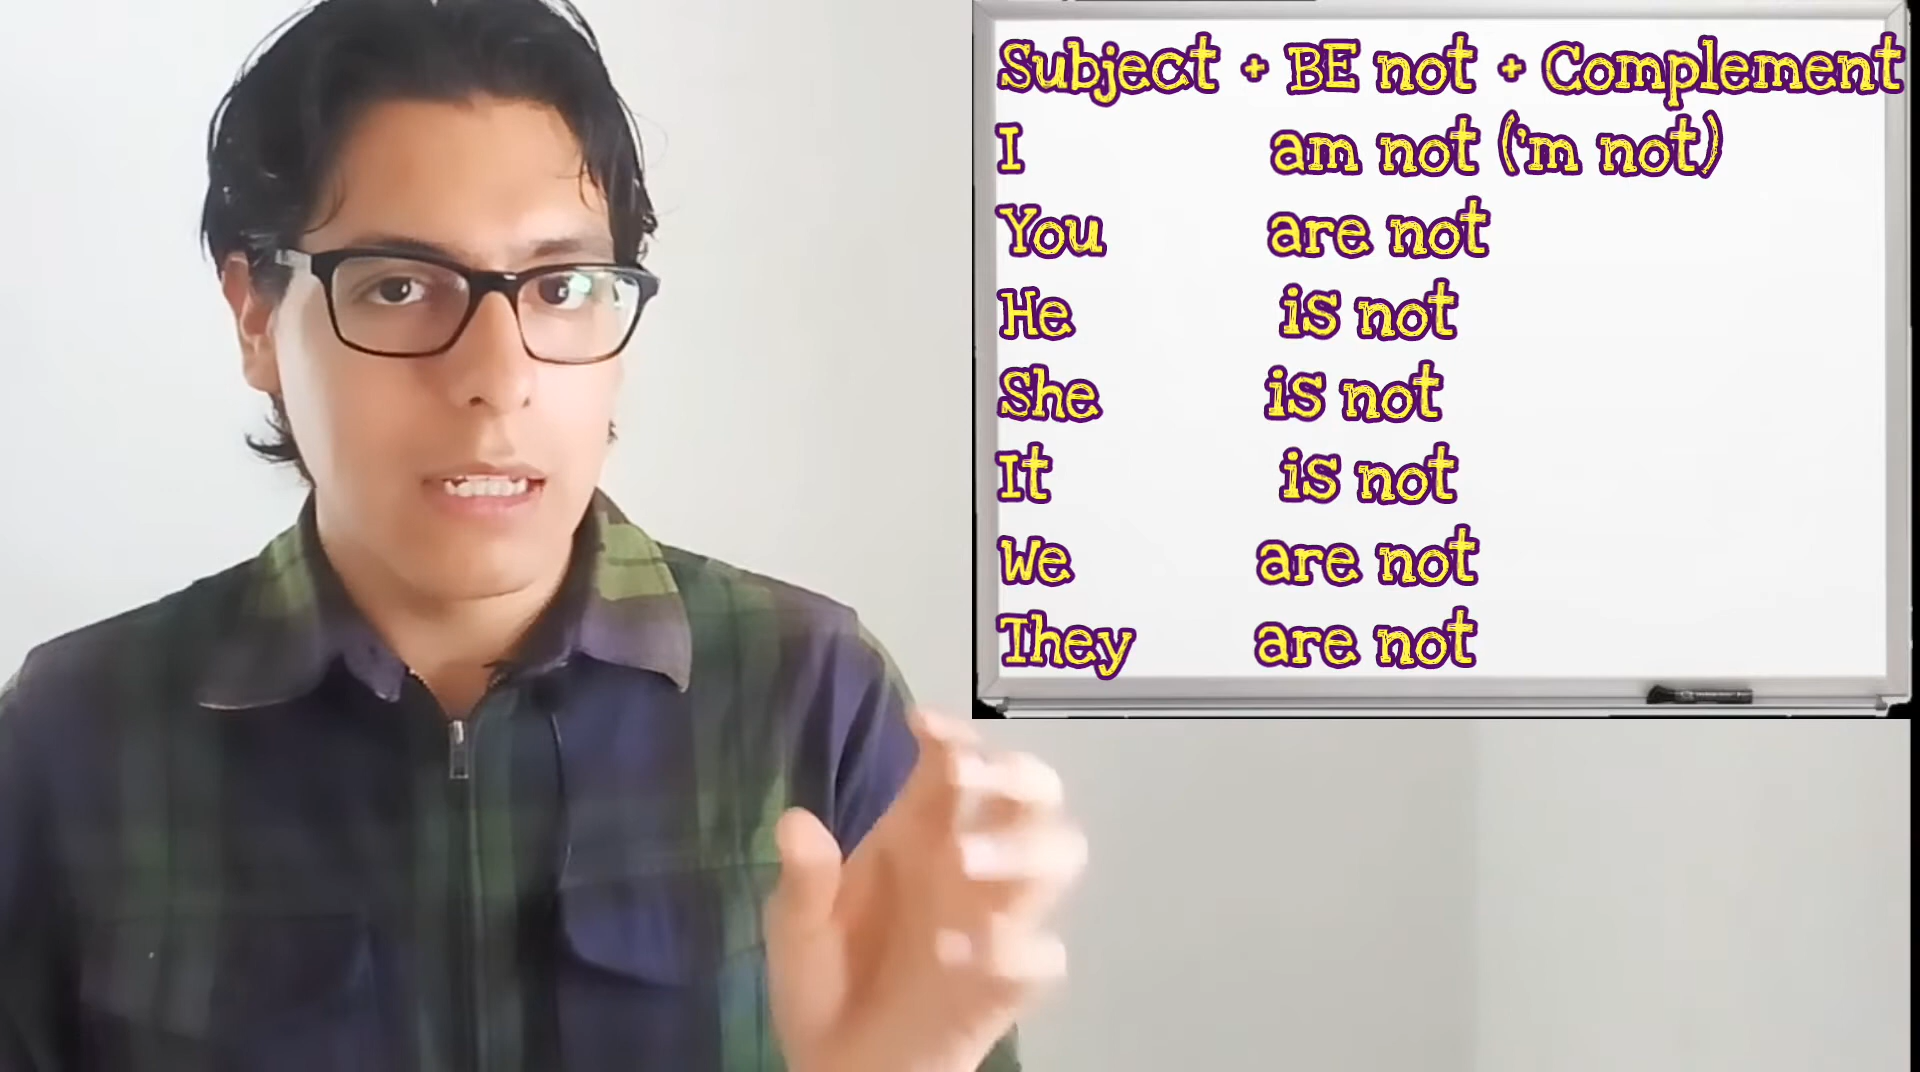 Subject + BE not + Complement
I am not ('m not)
You are not
He is not
She is not
It is not
We are not
They are not